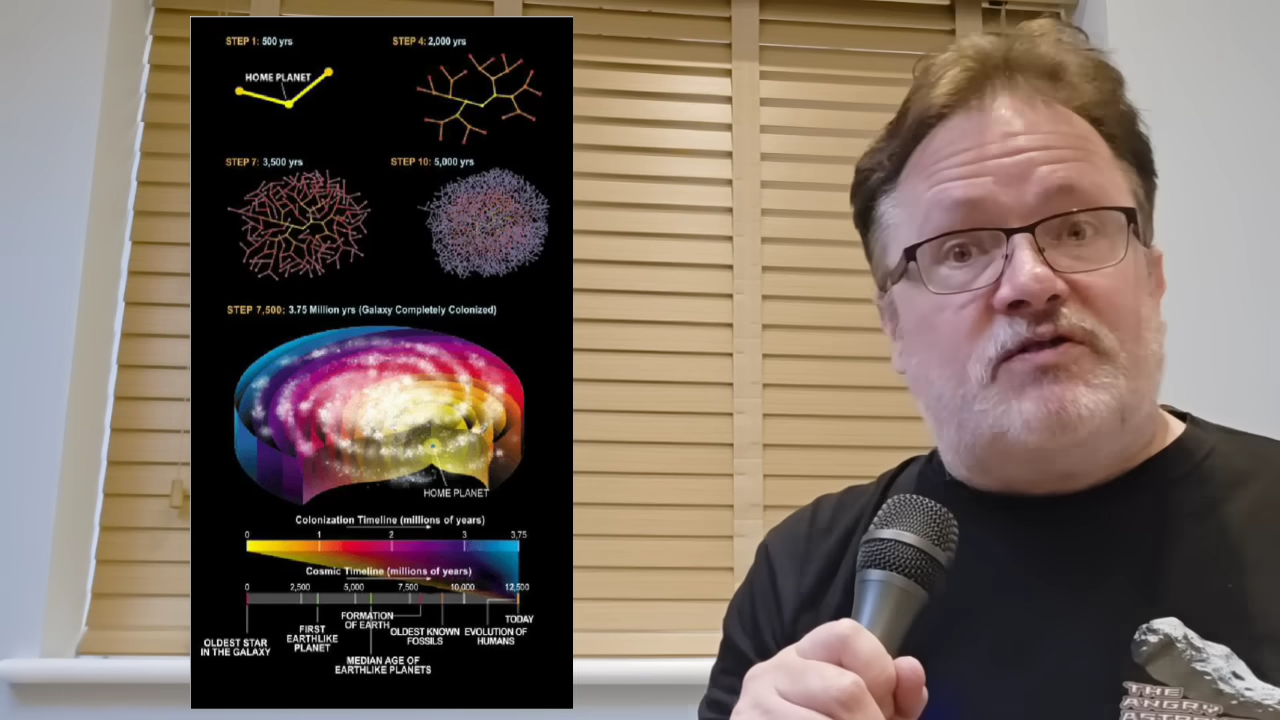 STEP 1: 500 yrs
STEP 4: 2,000 yrs
HOME PLANET
STEP 7: 3,500 yrs
STEP 10: 5,000 yrs
STEP 7,500: 3.75 Million yrs (Galaxy Completely Colonized)
HOME PLANET
Colonization Timeline (millions of years)
0 1 2 3 3,75
Cosmic Timeline (millions of years)
0 2,500 5,000 7,500 10,000 12,500
OLDEST STAR
IN THE GALAXY
FIRST
EARTHLIKE
PLANET
FORMATION
OF EARTH
MEDIAN AGE OF
EARTHLIKE PLANETS
OLDEST KNOWN
FOSSILS
EVOLUTION OF
HUMANS
TODAY
THE
ANGRY